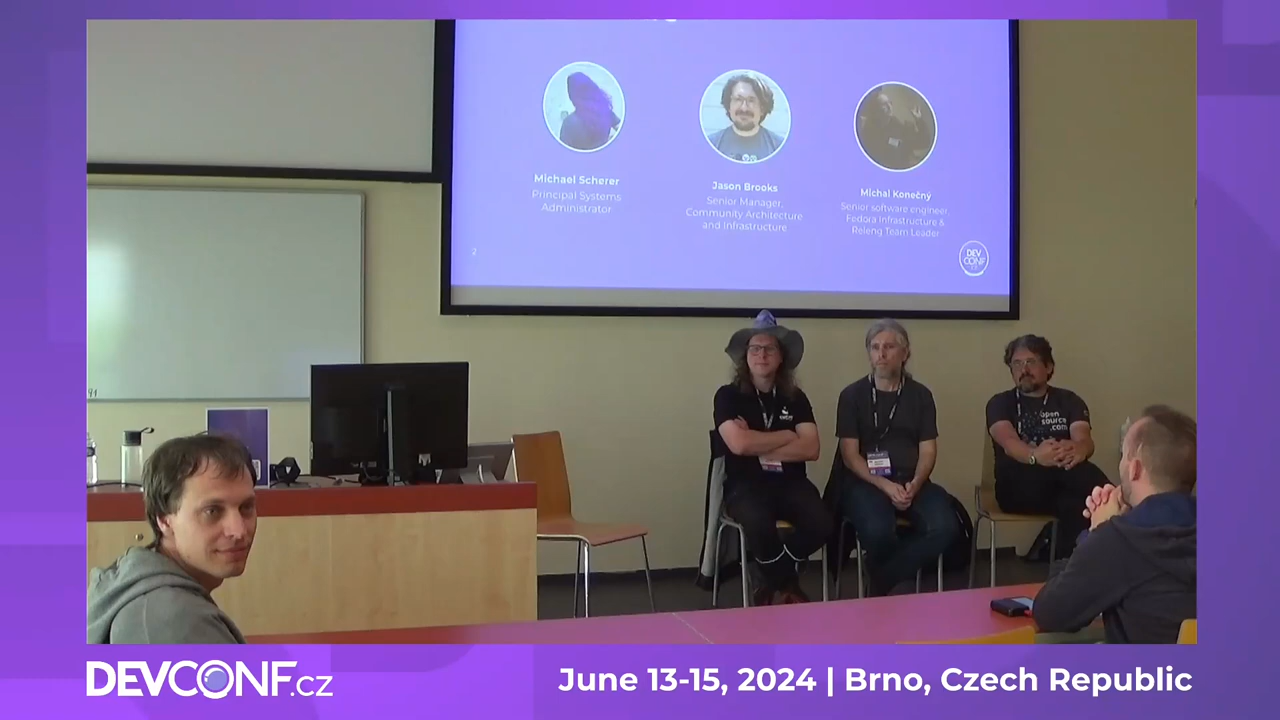 Michael Scherer
Principal Systems
Administrator
Jason Brooks
Senior Manager,
Community Architecture
and Infrastructure
Michal Konečný
Senior software engineer,
Fedora Infrastructure &
Releng Team Leader
2
DEV
CONF
open
source
.com
DEVCONF.CZ
June 13-15, 2024 | Brno, Czech Republic